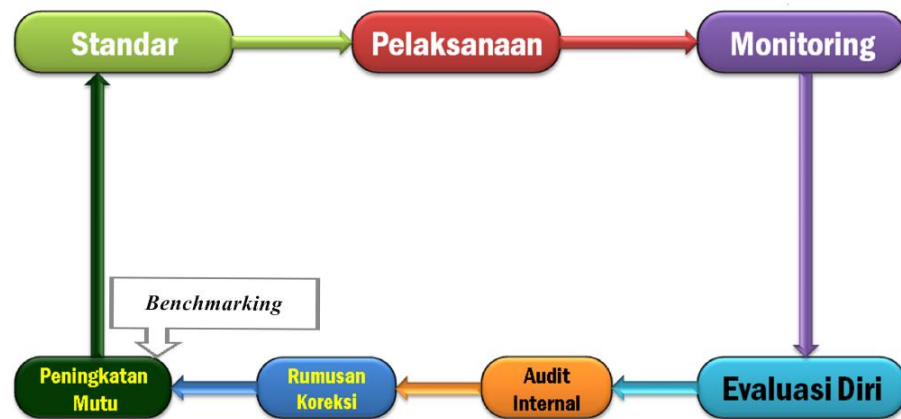 Standar
Pelaksanaan
Monitoring
Benchmarking
Peningkatan
Mutu
Rumusan
Koreksi
Audit
Internal
Evaluasi Diri